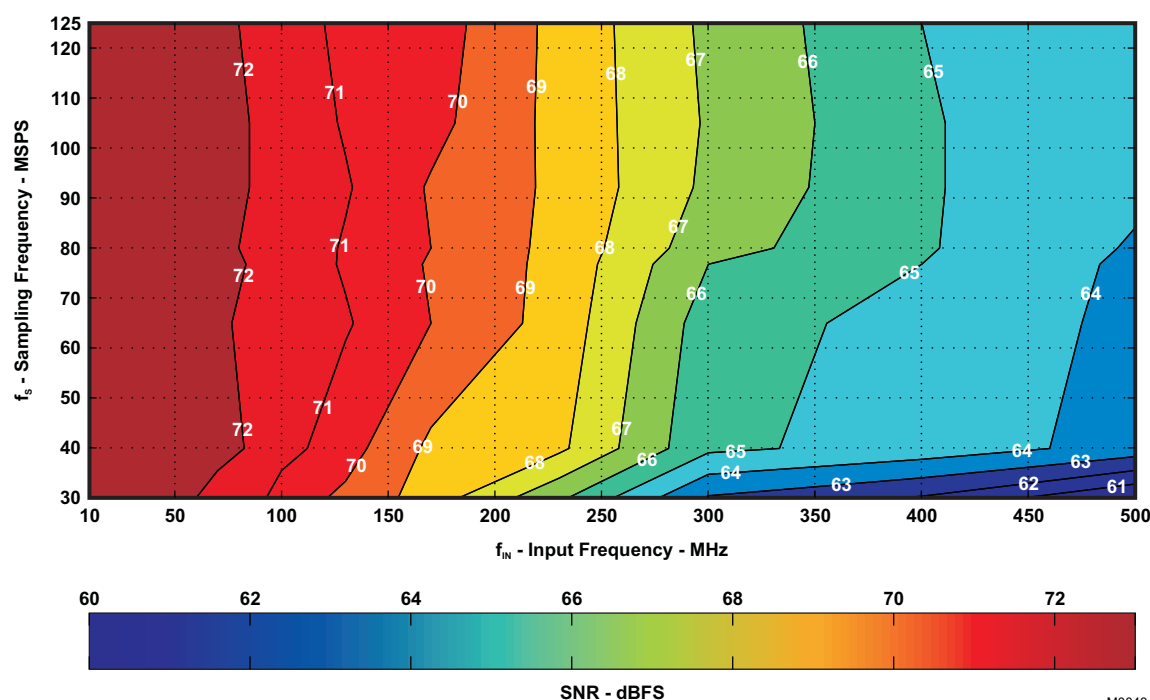 125
120
110
100
90
80
70
60
50
40
30
f_S - Sampling Frequency - MSPS
72 71 70 69 68 67 66 65
71 68 67
72 70 69 66 65 64
72 71 69 67
70 68 66 65 64 64 63
63 62 61
10 50 100 150 200 250 300 350 400 450 500
f_IN - Input Frequency - MHz
60 62 64 66 68 70 72
SNR - dBFS